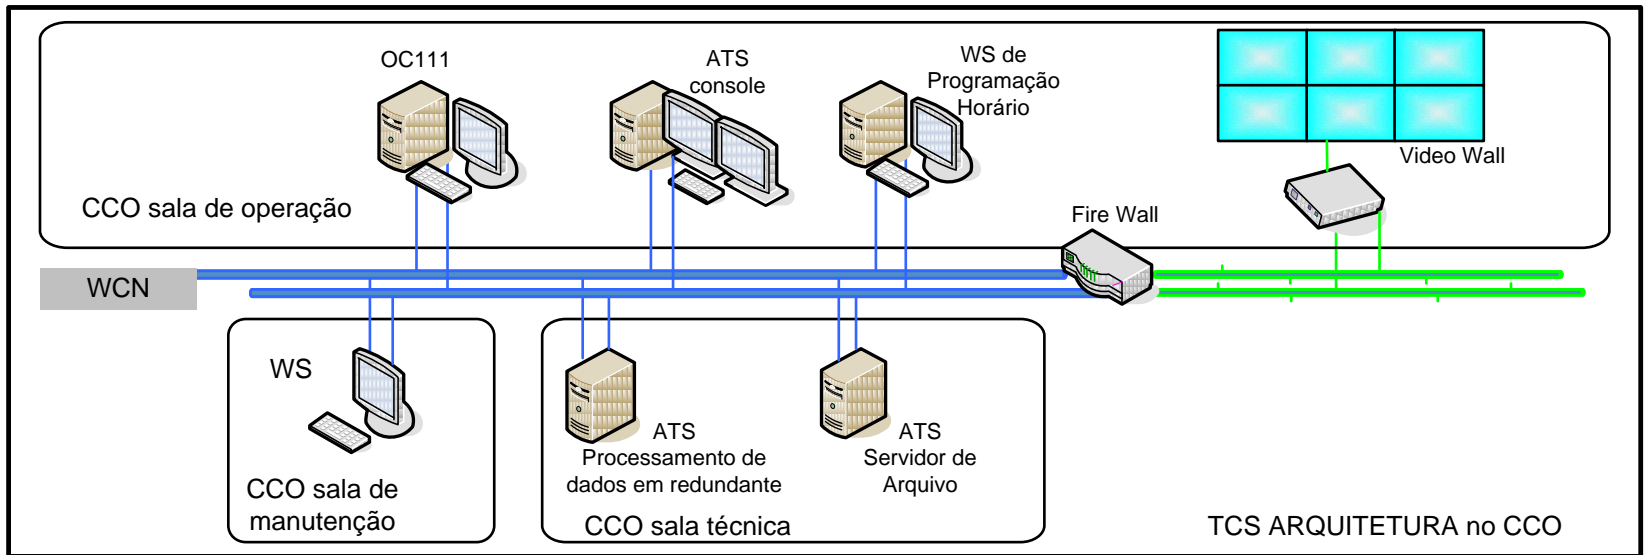 OC111
ATS
console
WS de
Programação
Horário
Video Wall
CCO sala de operação
Fire Wall
WCN
WS
CCO sala de
manutenção
ATS
Processamento de
dados em redundante
ATS
Servidor de
Arquivo
CCO sala técnica
TCS ARQUITETURA no CCO